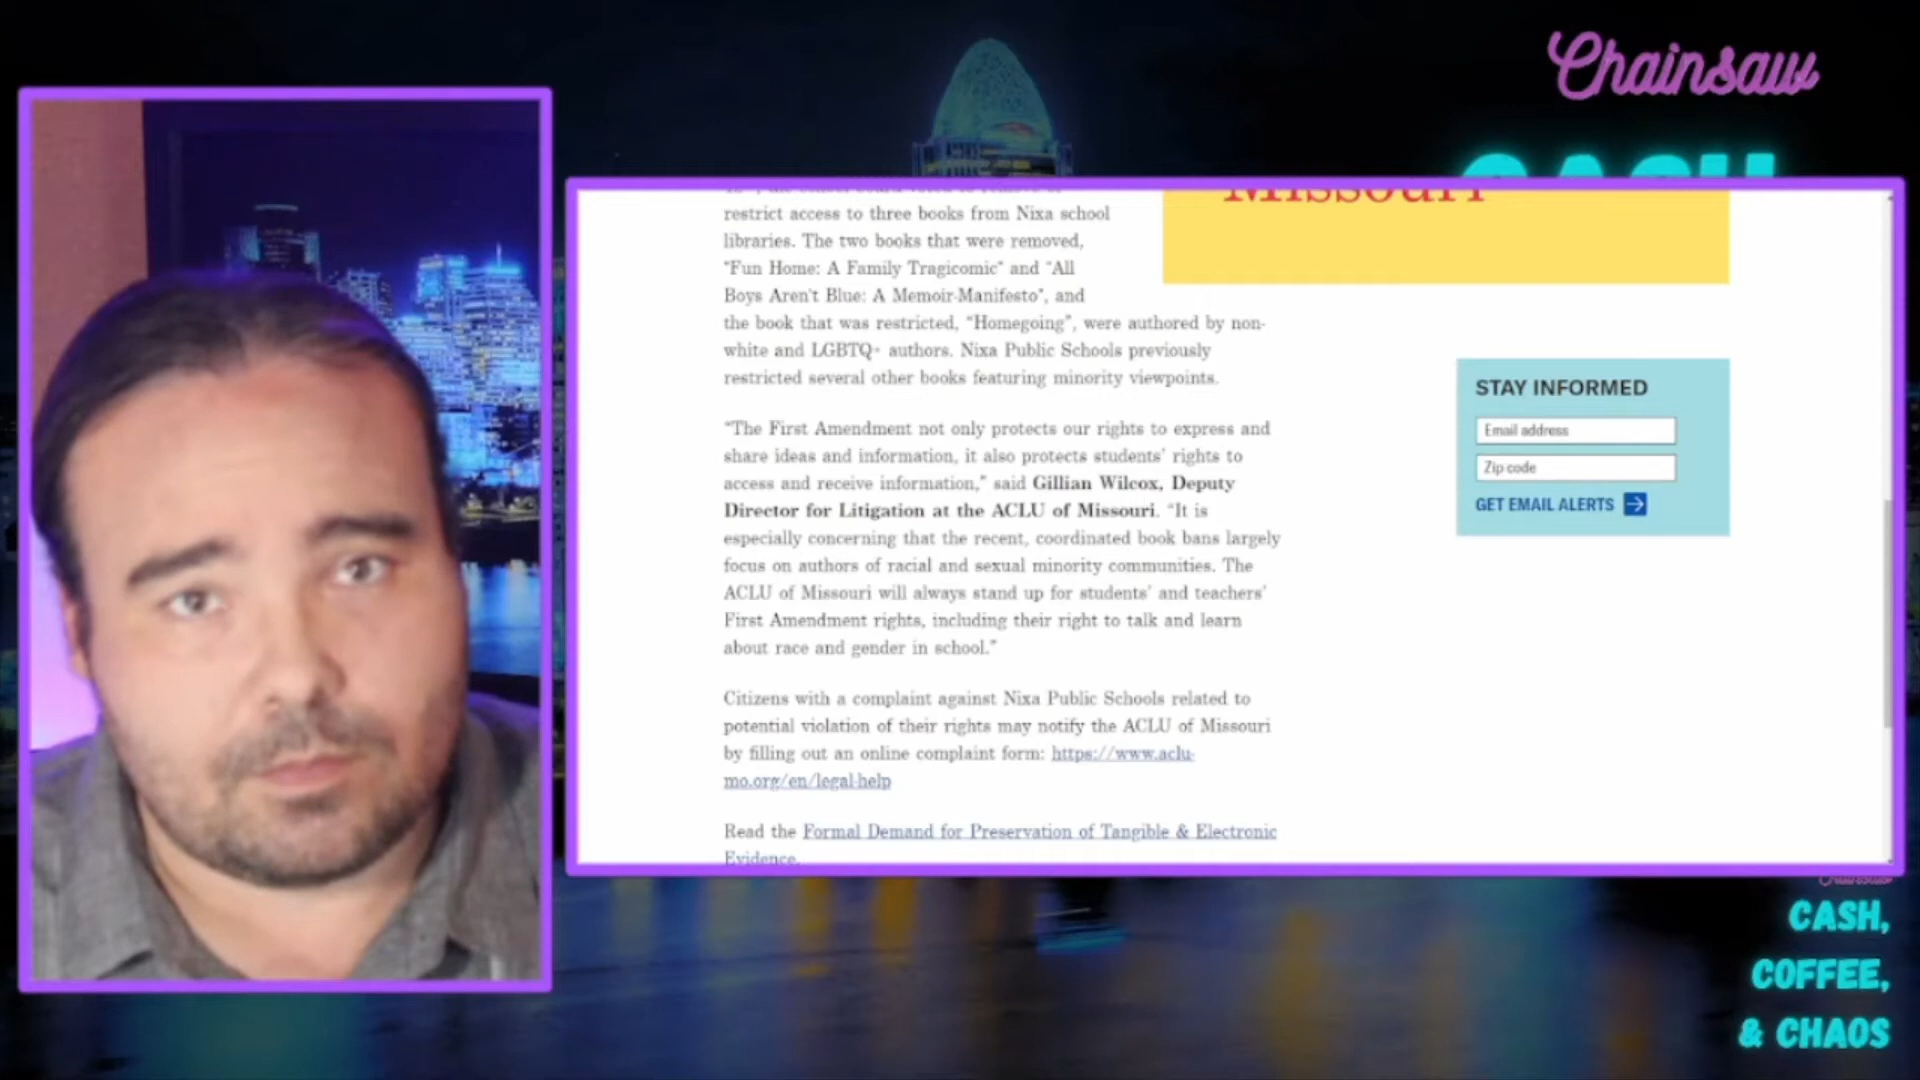 Chainsaw
CASH
Missouri
restrict access to three books from Nixa school
libraries. The two books that were removed,
"Fun Home: A Family Tragicomic" and "All
Boys Aren't Blue: A Memoir-Manifesto", and
the book that was restricted, "Homegoing", were authored by non-
white and LGBTQ+ authors. Nixa Public Schools previously
restricted several other books featuring minority viewpoints.
"The First Amendment not only protects our rights to express and
share ideas and information, it also protects students' rights to
access and receive information," said Gillian Wilcox, Deputy
Director for Litigation at the ACLU of Missouri. "It is
especially concerning that the recent, coordinated book bans largely
focus on authors of racial and sexual minority communities. The
ACLU of Missouri will always stand up for students' and teachers'
First Amendment rights, including their right to talk and learn
about race and gender in school."
Citizens with a complaint against Nixa Public Schools related to
potential violation of their rights may notify the ACLU of Missouri
by filling out an online complaint form: https://www.aclu-
mo.org/en/legal-help
Read the Formal Demand for Preservation of Tangible & Electronic
Evidence.
STAY INFORMED
Email address
Zip code
GET EMAIL ALERTS
Chainsaw
CASH,
COFFEE,
& CHAOS